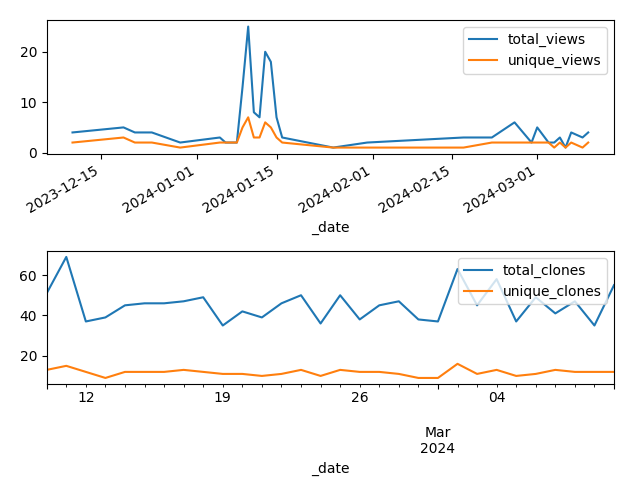 20
10
0
total_views
unique_views
2023-12-15
2024-01-01
2024-01-15
2024-02-01
2024-02-15
2024-03-01
_date
60
40
20
total_clones
unique_clones
12
19
26
04
Mar
2024
_date